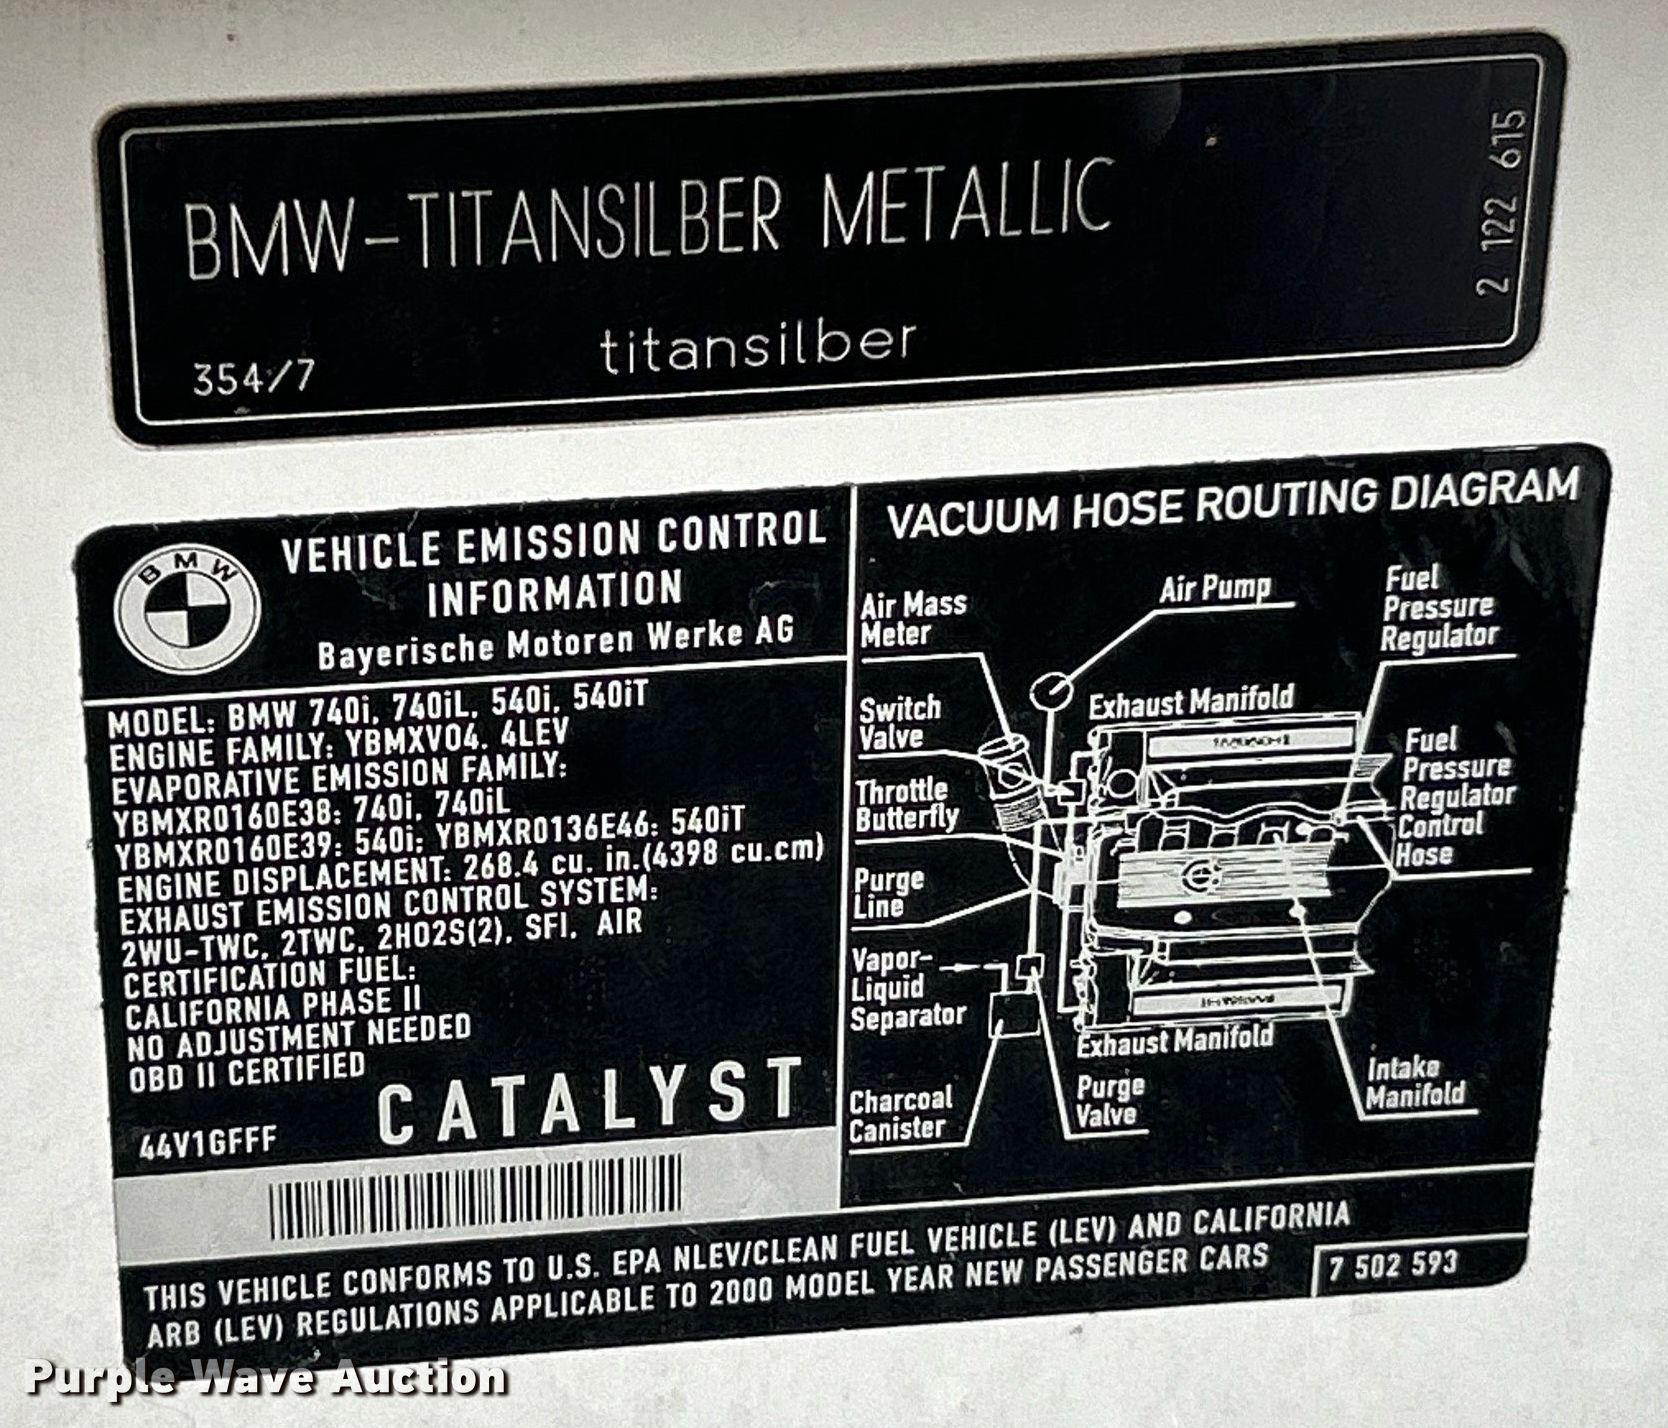 BMW-TITANSILBER METALLIC
titansilber
354/7
2 122 615
BMW
VEHICLE EMISSION CONTROL
INFORMATION
Bayerische Motoren Werke AG
MODEL: BMW 740i, 740iL, 540i, 540iT
ENGINE FAMILY: YBMXV04. 4LEV
EVAPORATIVE EMISSION FAMILY:
YBMXR0160E38: 740i, 740iL
YBMXR0160E39: 540i; YBMXR0136E46: 540iT
ENGINE DISPLACEMENT: 268.4 cu. in.(4398 cu.cm)
EXHAUST EMISSION CONTROL SYSTEM:
2WU-TWC, 2TWC, 2HO2S(2), SFI, AIR
CERTIFICATION FUEL:
CALIFORNIA PHASE II
NO ADJUSTMENT NEEDED
OBD II CERTIFIED
44V1GFFF
CATALYST
VACUUM HOSE ROUTING DIAGRAM
Air Mass
Meter
Air Pump
Fuel
Pressure
Regulator
Switch
Valve
Exhaust Manifold
Throttle
Butterfly
Fuel
Pressure
Regulator
Control
Hose
Purge
Line
Vapor-
Liquid
Separator
Exhaust Manifold
Charcoal
Canister
Purge
Valve
Intake
Manifold
THIS VEHICLE CONFORMS TO U.S. EPA NLEV/CLEAN FUEL VEHICLE (LEV) AND CALIFORNIA
ARB (LEV) REGULATIONS APPLICABLE TO 2000 MODEL YEAR NEW PASSENGER CARS
7 502 593
Purple Wave Auction